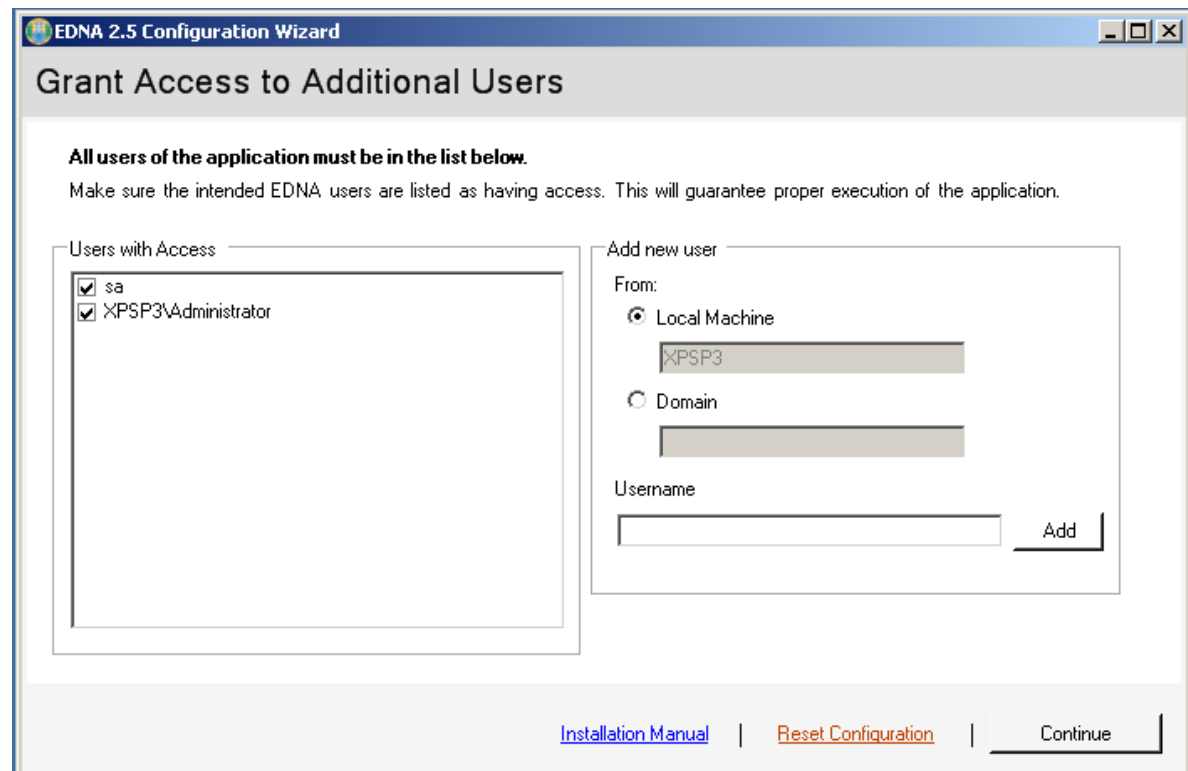 EDNA 2.5 Configuration Wizard
Grant Access to Additional Users
All users of the application must be in the list below.
Make sure the intended EDNA users are listed as having access. This will guarantee proper execution of the application.
Users with Access
sa
XPSP3\Administrator
Add new user
From:
Local Machine
XPSP3
Domain
Username
Add
Installation Manual | Reset Configuration | Continue